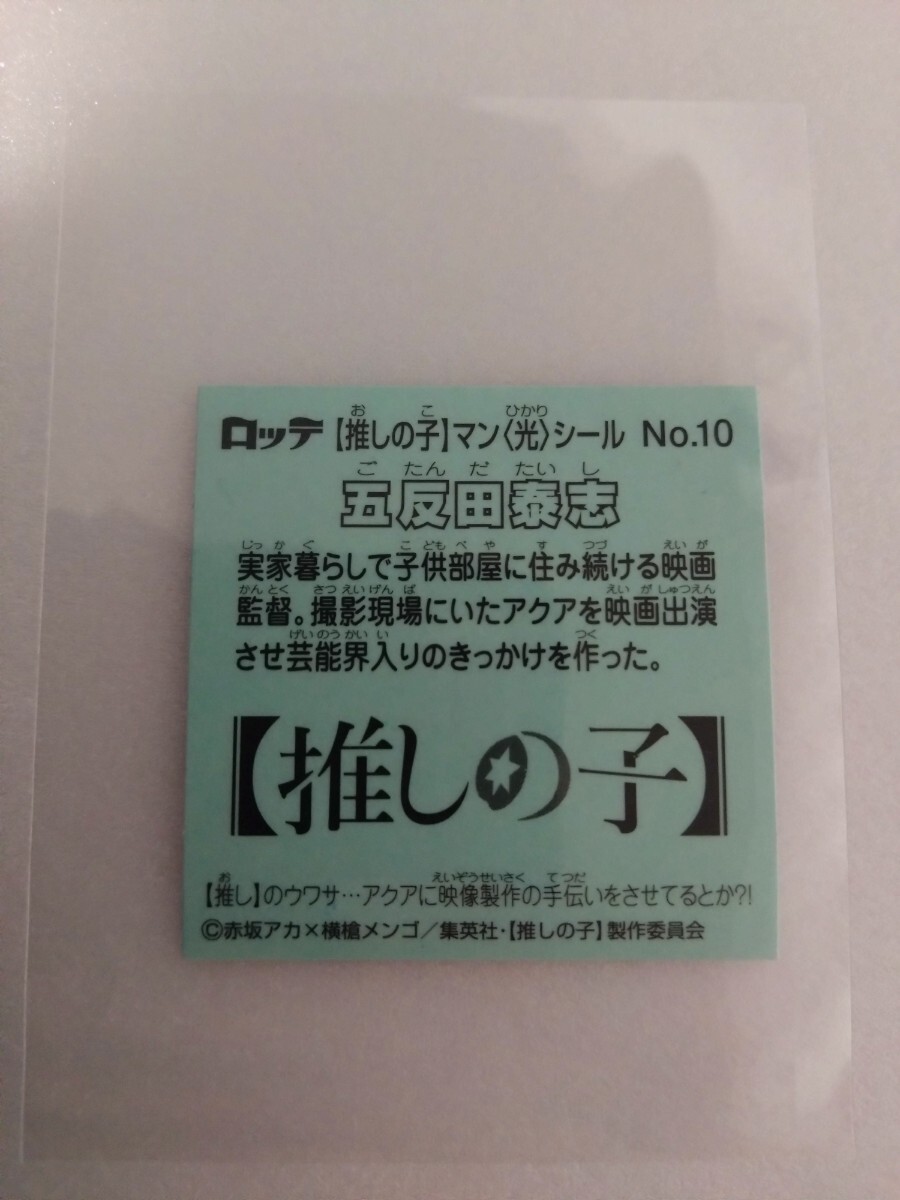 ロッテ【推しの子】マン〈光〉シール No.10
五反田泰志
実家暮らしで子供部屋に住み続ける映画
監督。撮影現場にいたアクアを映画出演
させ芸能界入りのきっかけを作った。
【推しの子】
【推し】のウワサ…アクアに映像製作の手伝いをさせてるとか?!
©赤坂アカ×横槍メンゴ／集英社・【推しの子】製作委員会